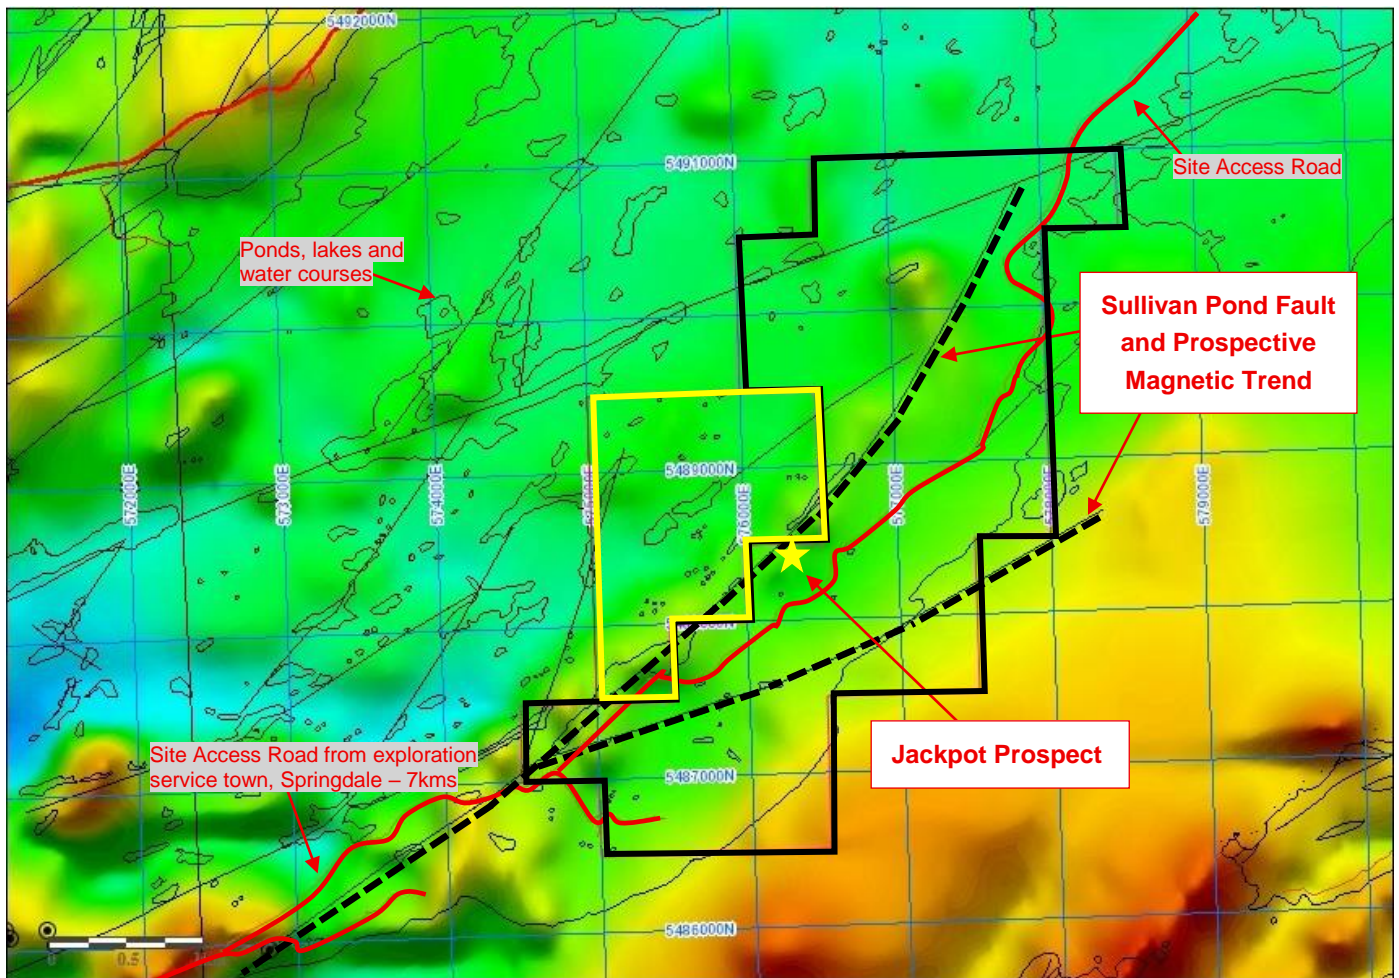 5492000N
5491000N
Site Access Road
Ponds, lakes and
water courses
Sullivan Pond Fault
and Prospective
Magnetic Trend
5489000N
572000E
573000E
574000E
576000E
577000E
579000E
Jackpot Prospect
Site Access Road from exploration
service town, Springdale – 7kms
5487000N
5486000N
0
0.5